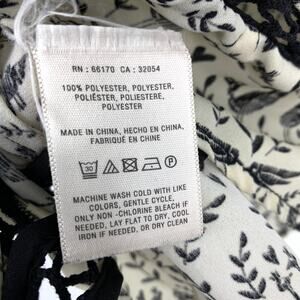 RN : 66170 CA : 32054
100% POLYESTER, POLYESTER,
POLIÉSTER, POLIESTERE,
POLYESTER
MADE IN CHINA, HECHO EN CHINA,
FABRIQUÉ EN CHINE
30 P
MACHINE WASH COLD WITH LIKE
COLORS, GENTLE CYCLE,
ONLY NON -CHLORINE BLEACH IF
NEEDED, LAY FLAT TO DRY, COOL
IRON IF NEEDED, OR DRY CLEAN